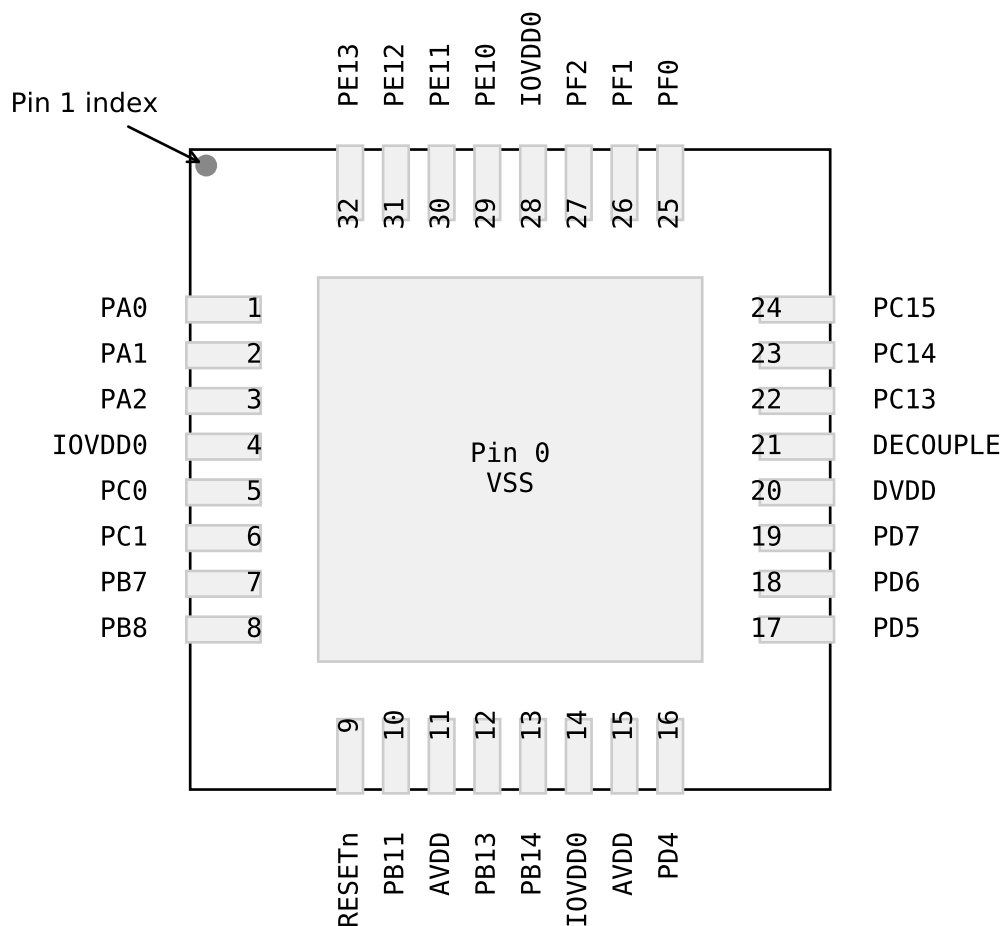 PE13
PE12
PE11
PE10
IOVDD0
PF2
PF1
PF0
Pin 1 index
32
31
30
29
28
27
26
25
PA0 1
PA1 2
PA2 3
IOVDD0 4
PC0 5
PC1 6
PB7 7
PB8 8
Pin 0
VSS
24 PC15
23 PC14
22 PC13
21 DECOUPLE
20 DVDD
19 PD7
18 PD6
17 PD5
9
10
11
12
13
14
15
16
RESETn
PB11
AVDD
PB13
PB14
IOVDD0
AVDD
PD4